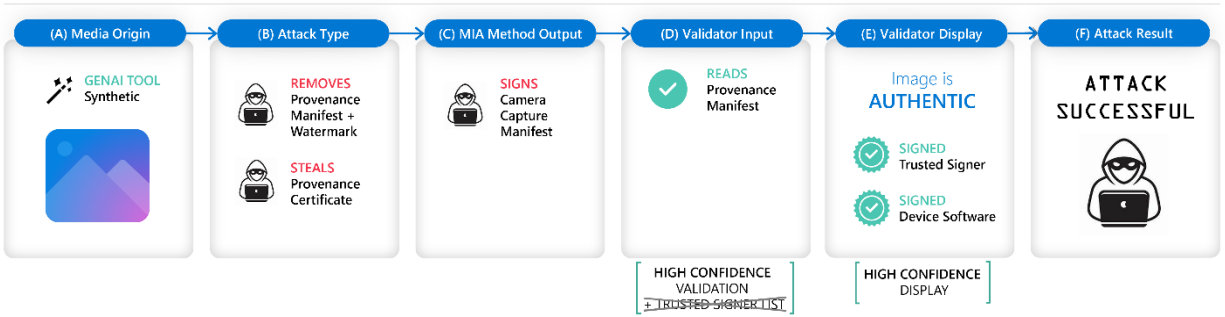 (A) Media Origin
(B) Attack Type
(C) MIA Method Output
(D) Validator Input
(E) Validator Display
(F) Attack Result
GENAI TOOL
Synthetic
REMOVES
Provenance
Manifest +
Watermark
STEALS
Provenance
Certificate
SIGNS
Camera
Capture
Manifest
READS
Provenance
Manifest
Image is
AUTHENTIC
SIGNED
Trusted Signer
SIGNED
Device Software
ATTACK
SUCCESSFUL
HIGH CONFIDENCE
VALIDATION
+ TRUSTED SIGNER LIST
HIGH CONFIDENCE
DISPLAY